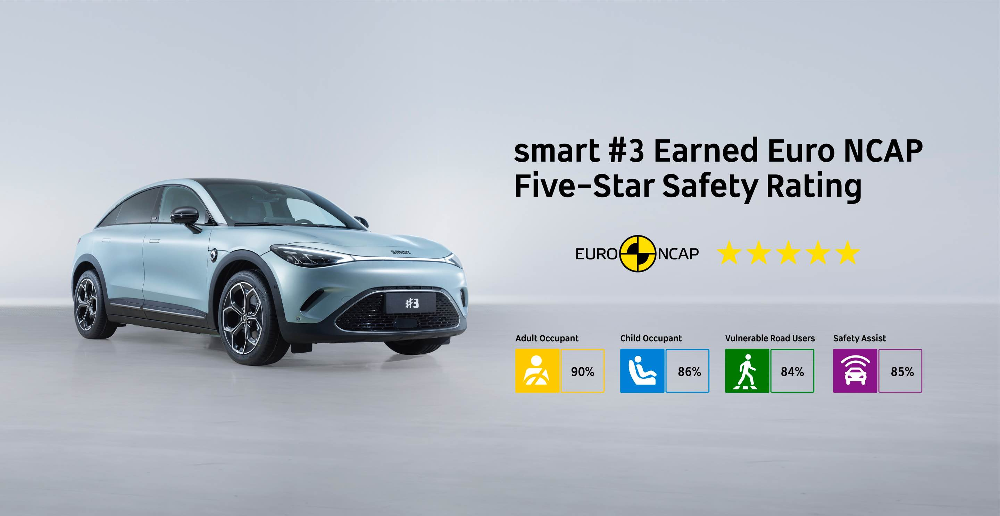 smart #3 Earned Euro NCAP
Five-Star Safety Rating
EURO NCAP
smart
#3
Adult Occupant
90%
Child Occupant
86%
Vulnerable Road Users
84%
Safety Assist
85%